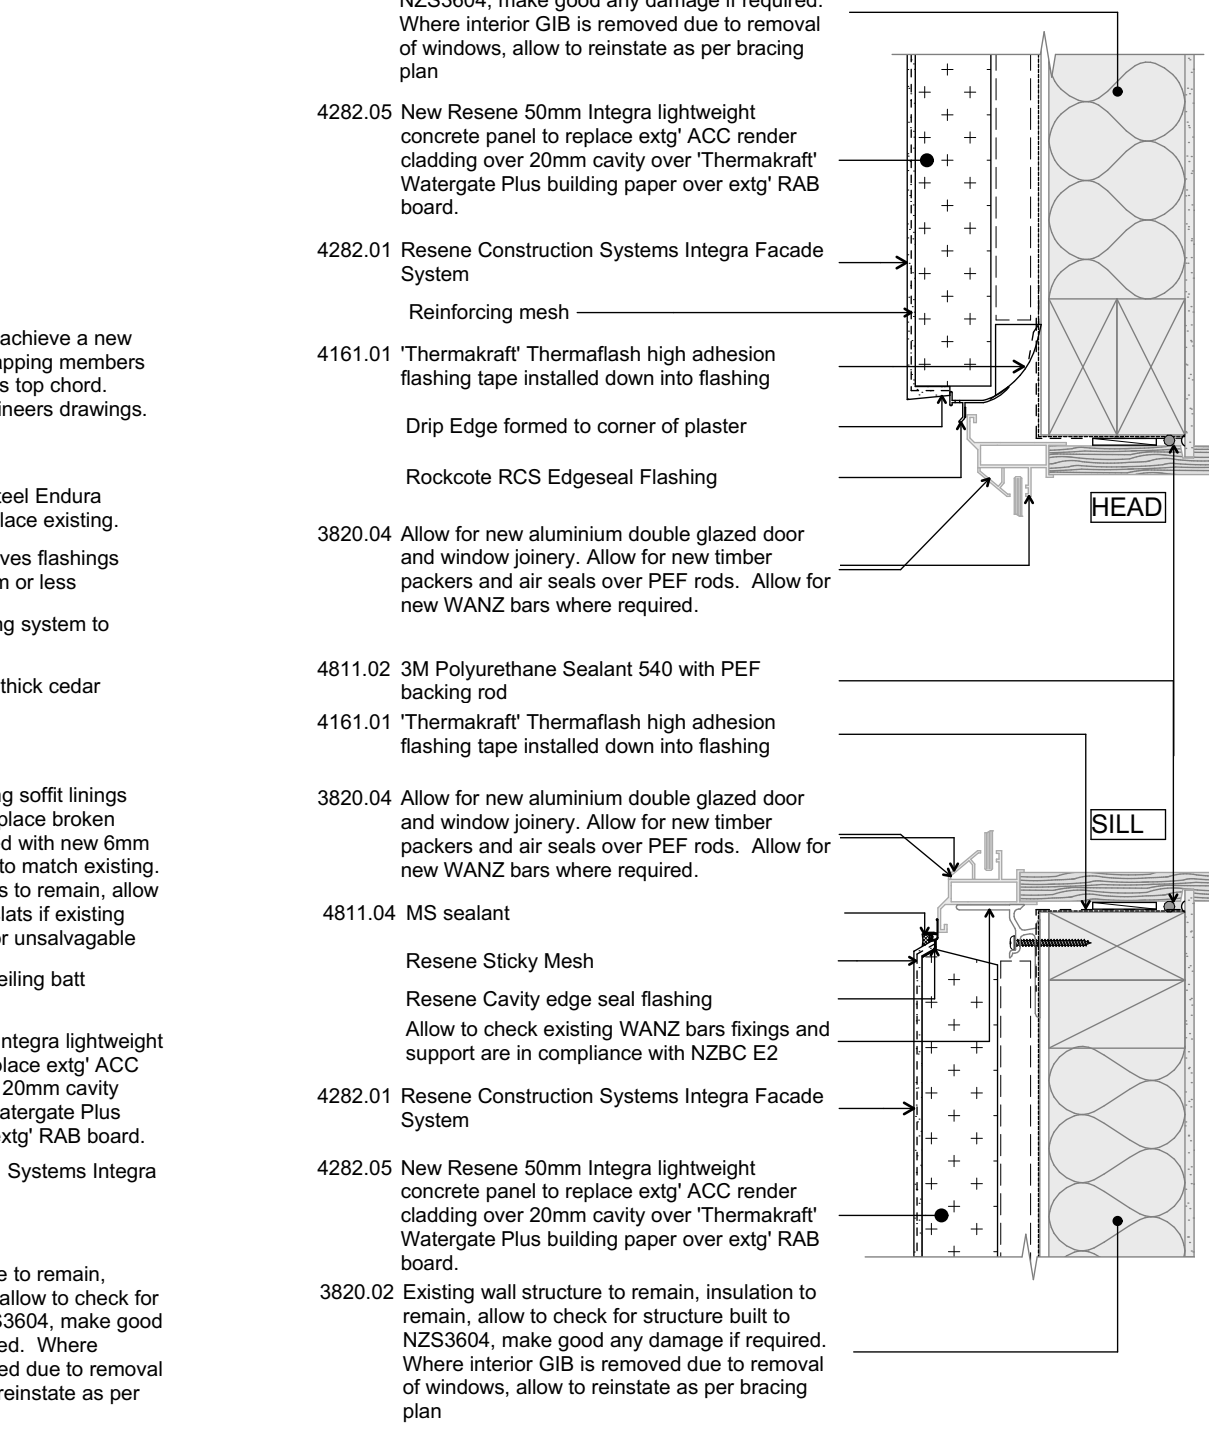 NZS3604, make good any damage if required.
Where interior GIB is removed due to removal
of windows, allow to reinstate as per bracing
plan
4282.05 New Resene 50mm Integra lightweight
concrete panel to replace extg' ACC render
cladding over 20mm cavity over 'Thermakraft'
Watergate Plus building paper over extg' RAB
board.
4282.01 Resene Construction Systems Integra Facade
System
Reinforcing mesh
4161.01 'Thermakraft' Thermaflash high adhesion
flashing tape installed down into flashing
Drip Edge formed to corner of plaster
Rockcote RCS Edgeseal Flashing
HEAD
3820.04 Allow for new aluminium double glazed door
and window joinery. Allow for new timber
packers and air seals over PEF rods. Allow for
new WANZ bars where required.
4811.02 3M Polyurethane Sealant 540 with PEF
backing rod
4161.01 'Thermakraft' Thermaflash high adhesion
flashing tape installed down into flashing
3820.04 Allow for new aluminium double glazed door
and window joinery. Allow for new timber
packers and air seals over PEF rods. Allow for
new WANZ bars where required.
SILL
4811.04 MS sealant
Resene Sticky Mesh
Resene Cavity edge seal flashing
Allow to check existing WANZ bars fixings and
support are in compliance with NZBC E2
4282.01 Resene Construction Systems Integra Facade
System
4282.05 New Resene 50mm Integra lightweight
concrete panel to replace extg' ACC render
cladding over 20mm cavity over 'Thermakraft'
Watergate Plus building paper over extg' RAB
board.
3820.02 Existing wall structure to remain, insulation to
remain, allow to check for structure built to
NZS3604, make good any damage if required.
Where interior GIB is removed due to removal
of windows, allow to reinstate as per bracing
plan
achieve a new
members
s top chord.
drawings.
Endura
lace existing.
flashings
or less
system to
thick cedar
soffit linings
place broken
with new 6mm
to match existing.
s to remain, allow
if existing
unsalvagable
batt
lightweight
extg' ACC
20mm cavity
Plus
RAB board.
Systems Integra
to remain,
allow to check for
make good
Where
due to removal
reinstate as per